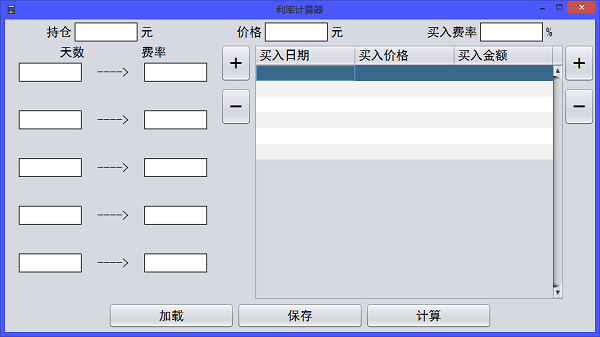 利率计算器
持仓 元 价格 元 买入费率 %
天数 费率 + 买入日期 买入价格 买入金额 +
---->
− −
---->
---->
---->
---->
加载 保存 计算